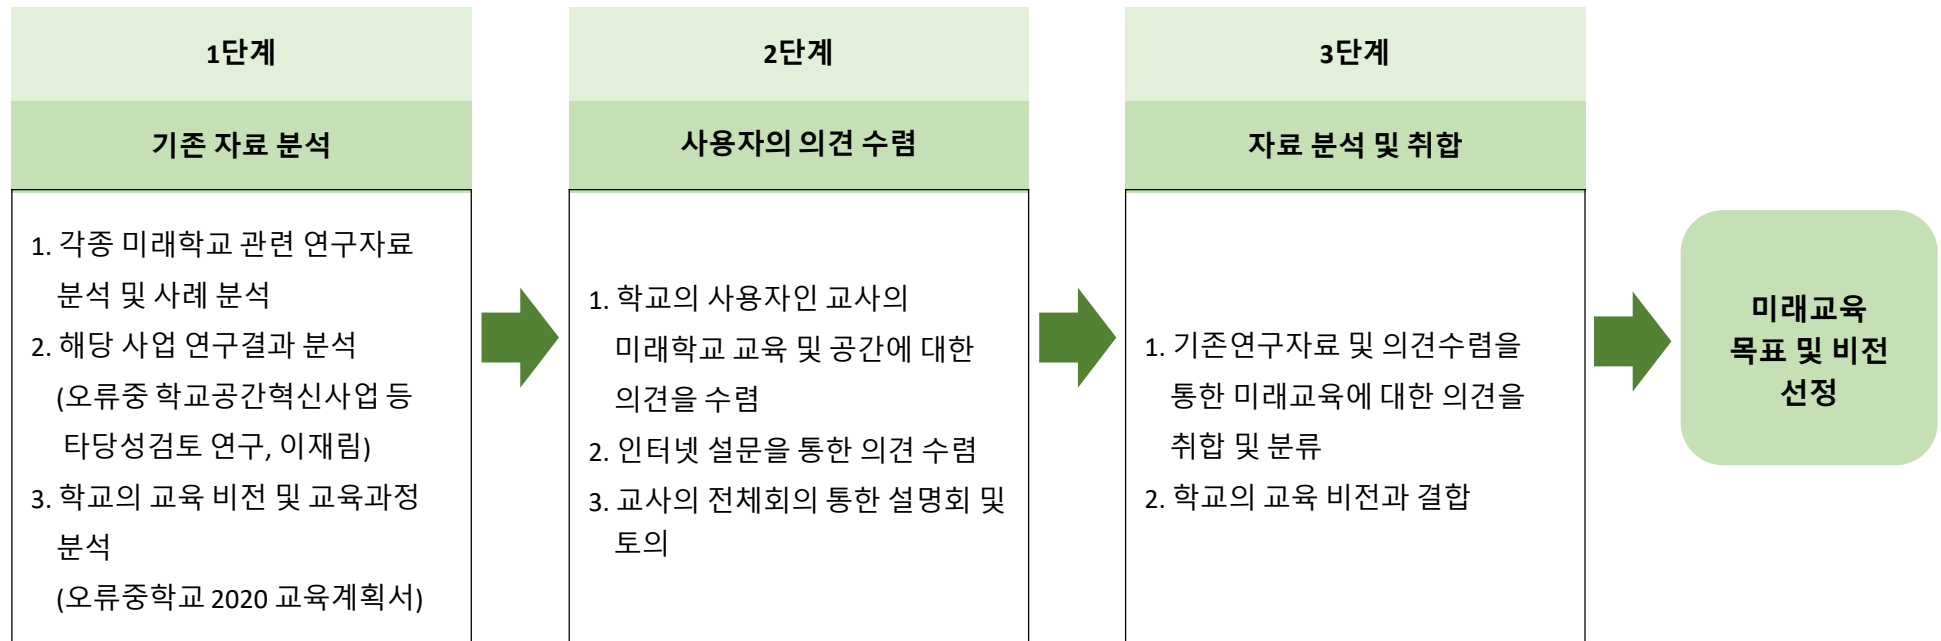 1단계
기존 자료 분석
1. 각종 미래학교 관련 연구자료
분석 및 사례 분석
2. 해당 사업 연구결과 분석
(오류중 학교공간혁신사업 등
타당성검토 연구, 이재림)
3. 학교의 교육 비전 및 교육과정
분석
(오류중학교 2020 교육계획서)
2단계
사용자의 의견 수렴
1. 학교의 사용자인 교사의
미래학교 교육 및 공간에 대한
의견을 수렴
2. 인터넷 설문을 통한 의견 수렴
3. 교사의 전체회의 통한 설명회 및
토의
3단계
자료 분석 및 취합
1. 기존연구자료 및 의견수렴을
통한 미래교육에 대한 의견을
취합 및 분류
2. 학교의 교육 비전과 결합
미래교육
목표 및 비전
선정